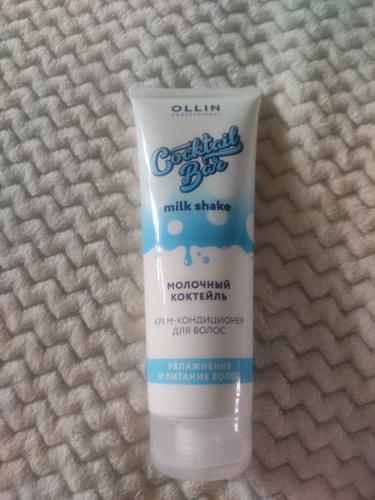 OLLIN
PROFESSIONAL
Cocktail
Bar
milk shake
МОЛОЧНЫЙ
КОКТЕЙЛЬ
КРЕМ-КОНДИЦИОНЕР
ДЛЯ ВОЛОС
УВЛАЖНЕНИЕ
И ПИТАНИЕ ВОЛОС